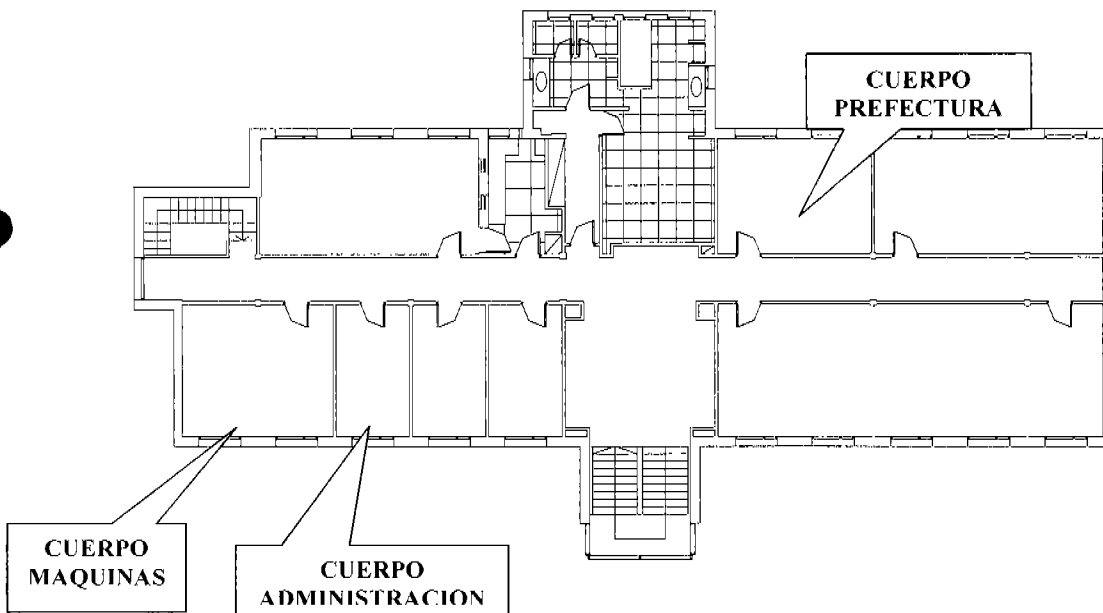 CUERPO
PREFECTURA
CUERPO
MAQUINAS
CUERPO
ADMINISTRACION